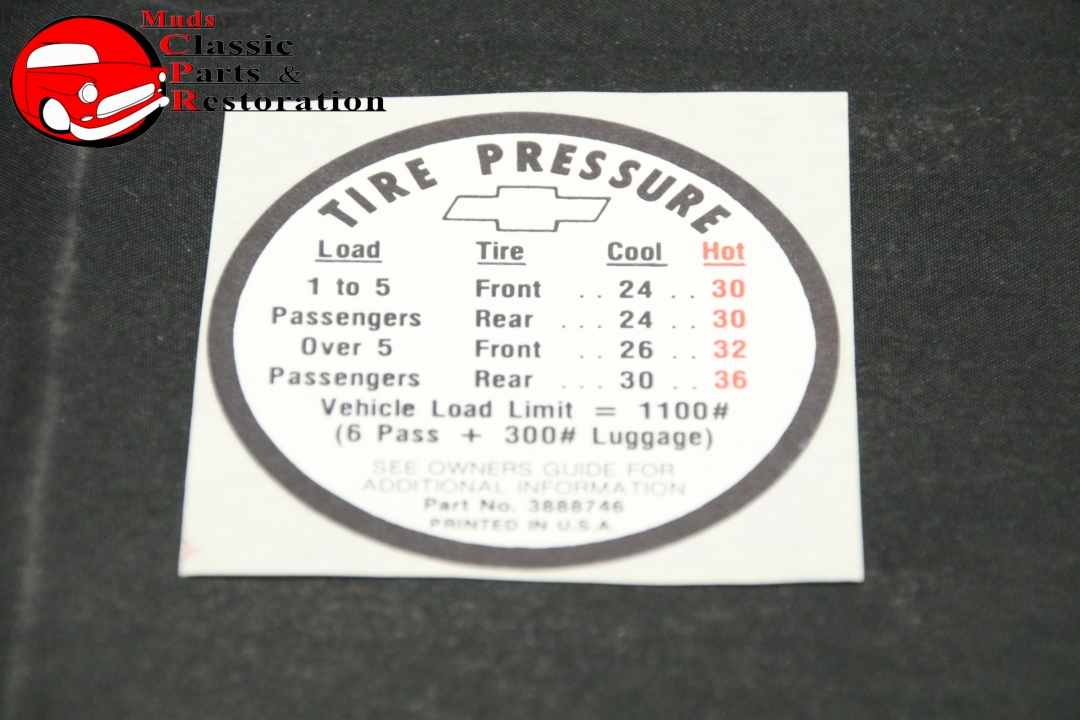 Muds
Classic
Parts &
Restoration
TIRE PRESSURE
Load Tire Cool Hot
1 to 5 Front .. 24 .. 30
Passengers Rear ... 24 .. 30
Over 5 Front .. 26 .. 32
Passengers Rear ... 30 .. 36
Vehicle Load Limit = 1100#
(6 Pass + 300# Luggage)
SEE OWNERS GUIDE FOR
ADDITIONAL INFORMATION
Part No. 3888746
PRINTED IN U.S.A.